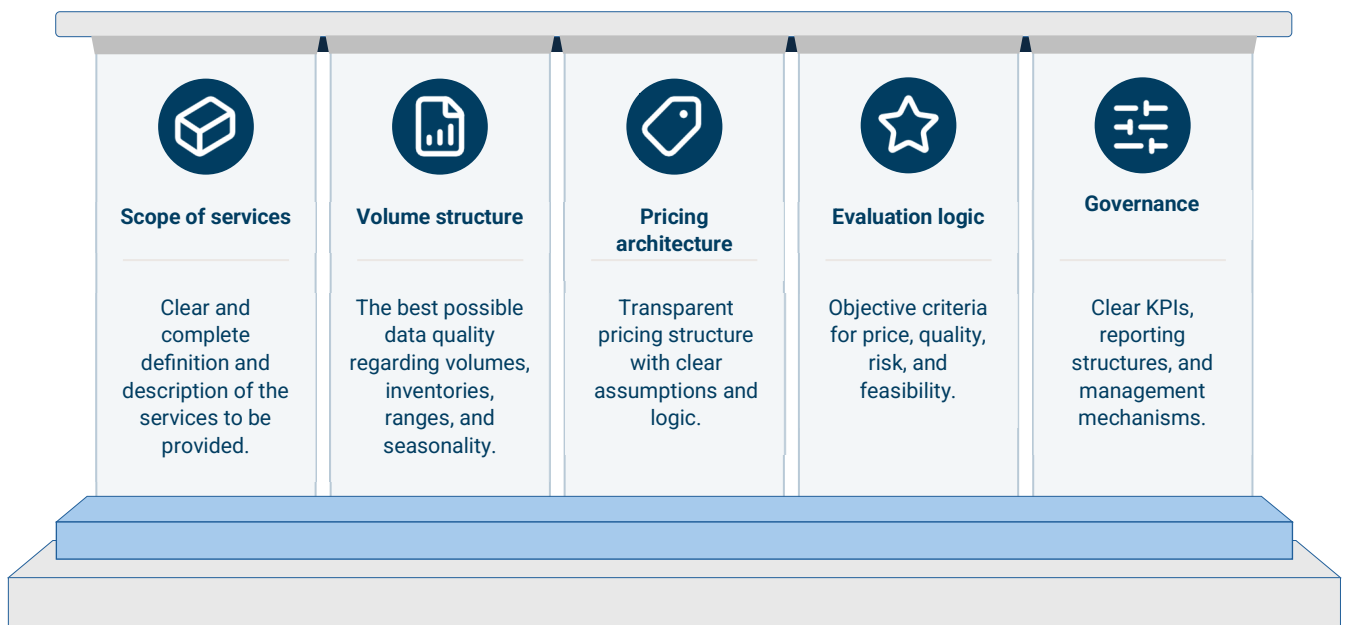 Scope of services
Clear and
complete
definition and
description of the
services to be
provided.
Volume structure
The best possible
data quality
regarding volumes,
inventories,
ranges, and
seasonality.
Pricing
architecture
Transparent
pricing structure
with clear
assumptions and
logic.
Evaluation logic
Objective criteria
for price, quality,
risk, and
feasibility.
Governance
Clear KPIs,
reporting
structures, and
management
mechanisms.